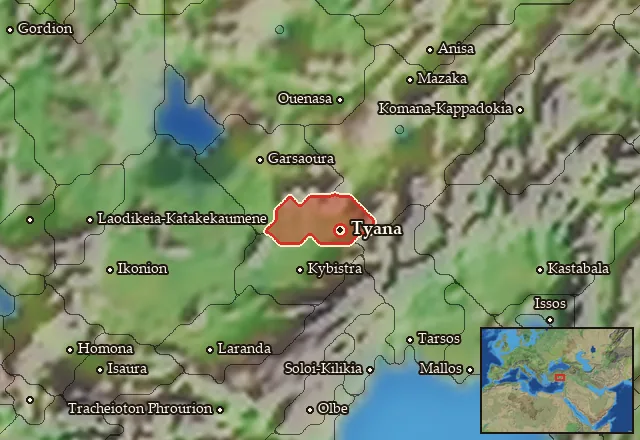 Gordion
Anisa
Mazaka
Ouenasa
Komana-Kappadokia
Garsaoura
Laodikeia-Katakekaumene
Tyana
Ikonion
Kybistra
Kastabala
Issos
Tarsos
Homona
Laranda
Isaura
Soloi-Kilikia
Mallos
Tracheioton Phrourion
Olbe